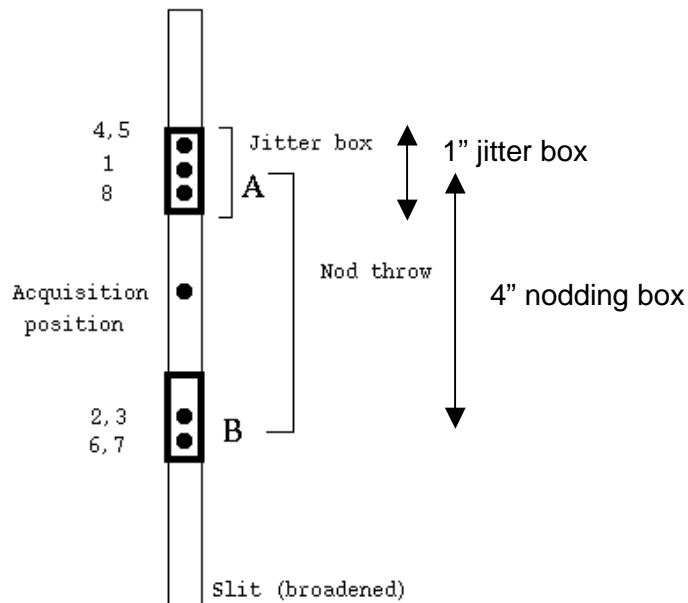 4,5
1
8
Jitter box
A
1” jitter box
Nod throw
4” nodding box
Acquisition
position
2,3
6,7
B
Slit (broadened)